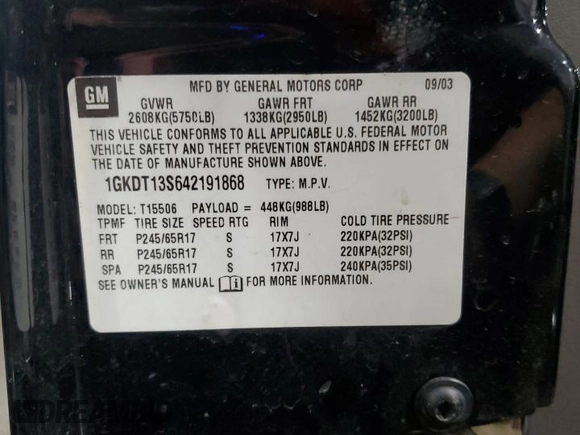 GM
MFD BY GENERAL MOTORS CORP 09/03
GVWR GAWR FRT GAWR RR
2608KG(5750LB) 1338KG(2950LB) 1452KG(3200LB)
THIS VEHICLE CONFORMS TO ALL APPLICABLE U.S. FEDERAL MOTOR
VEHICLE SAFETY AND THEFT PREVENTION STANDARDS IN EFFECT ON
THE DATE OF MANUFACTURE SHOWN ABOVE.
1GKDT13S642191868 TYPE: M.P.V.
MODEL: T15506 PAYLOAD = 448KG(988LB)
TPMF TIRE SIZE SPEED RTG RIM COLD TIRE PRESSURE
FRT P245/65R17 S 17X7J 220KPA(32PSI)
RR P245/65R17 S 17X7J 220KPA(32PSI)
SPA P245/65R17 S 17X7J 240KPA(35PSI)
SEE OWNER'S MANUAL FOR MORE INFORMATION.